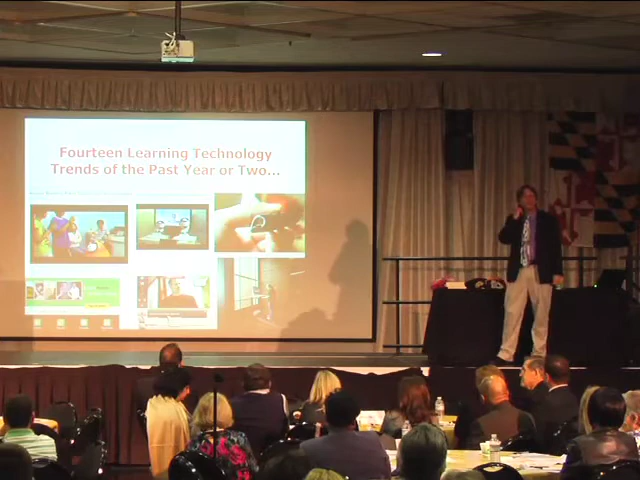 Fourteen Learning Technology
Trends of the Past Year or Two...